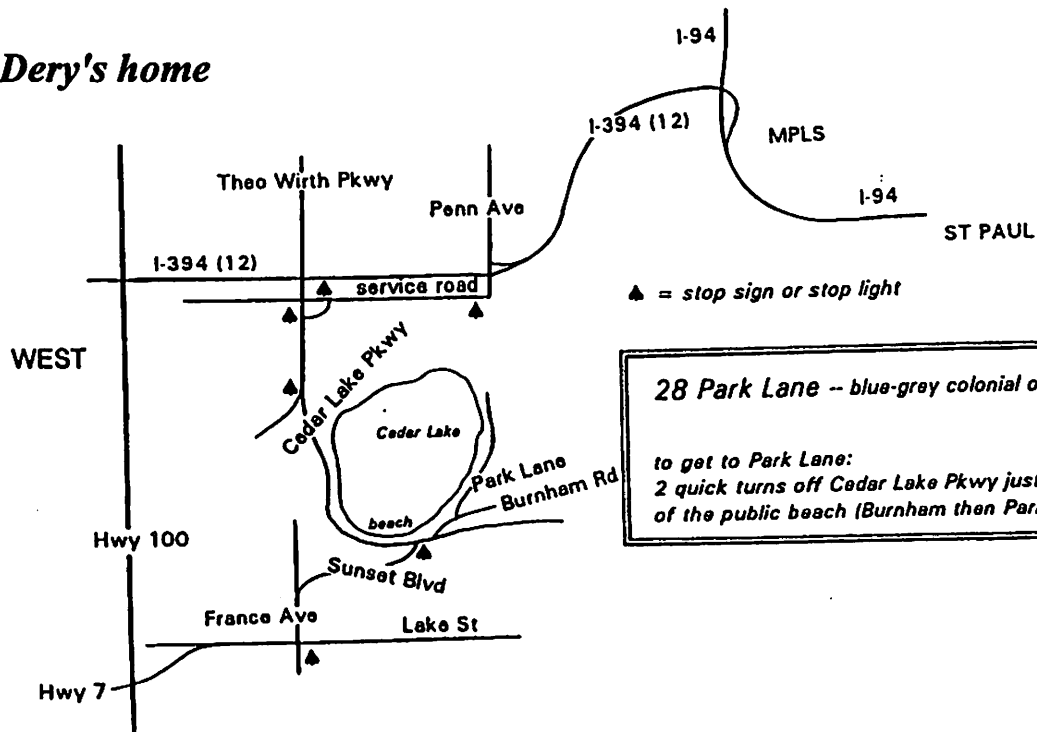 Dery's home
I-94
I-394 (12)
MPLS
Theo Wirth Pkwy
Penn Ave
I-94
ST PAUL
I-394 (12)
service road
= stop sign or stop light
WEST
Cedar Lake Pkwy
28 Park Lane -- blue-grey colonial
Cedar Lake
to get to Park Lane:
2 quick turns off Cedar Lake Pkwy just
of the public beach (Burnham then
Park Lane
Burnham Rd
beach
Hwy 100
Sunset Blvd
France Ave
Lake St
Hwy 7